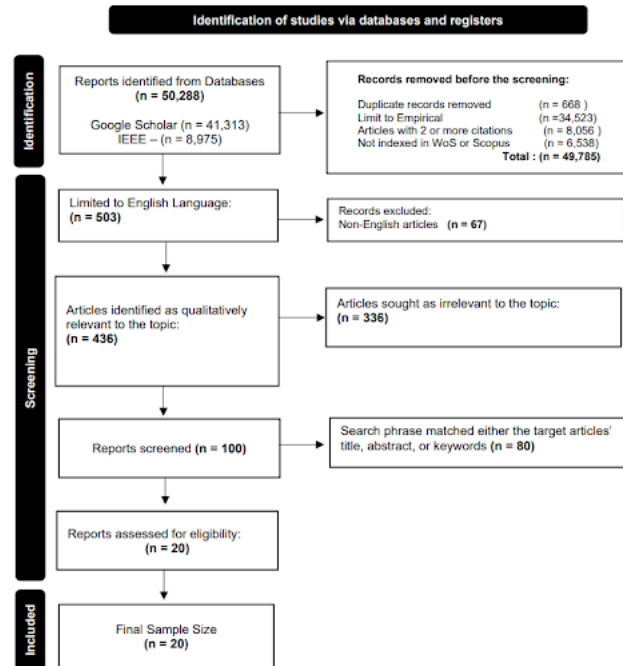 Identification of studies via databases and registers
Identification
Reports identified from Databases
(n = 50,288)
Google Scholar (n = 41,313)
IEEE – (n = 8,975)
Records removed before the screening:
Duplicate records removed (n = 668 )
Limit to Empirical (n =34,523)
Articles with 2 or more citations (n = 8,056 )
Not indexed in WoS or Scopus (n = 6,538)
Total : (n = 49,785)
Screening
Limited to English Language:
(n = 503)
Records excluded:
Non-English articles (n = 67)
Articles identified as qualitatively
relevant to the topic:
(n = 436)
Articles sought as irrelevant to the topic:
(n = 336)
Reports screened (n = 100)
Search phrase matched either the target articles'
title, abstract, or keywords (n = 80)
Reports assessed for eligibility:
(n = 20)
Included
Final Sample Size
(n = 20)